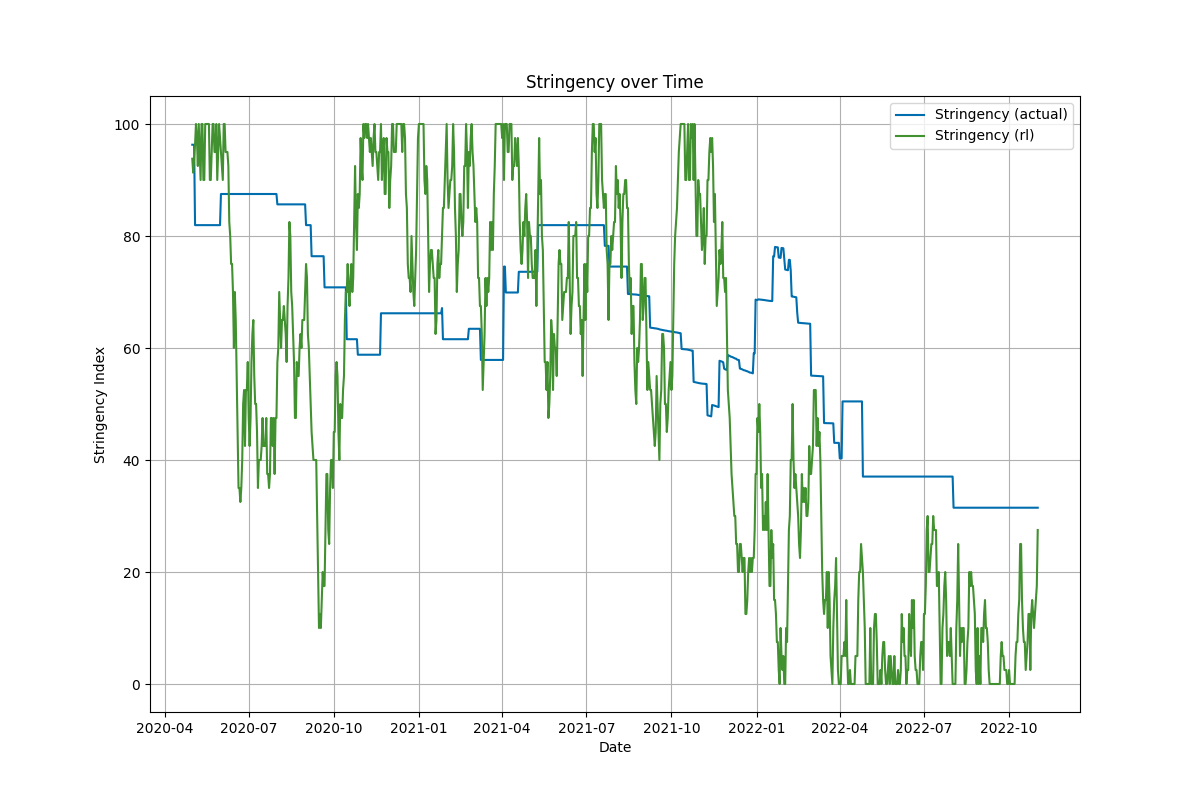 Stringency over Time
Stringency (actual)
Stringency (rl)
100
80
60
40
20
0
Stringency Index
2020-04 2020-07 2020-10 2021-01 2021-04 2021-07 2021-10 2022-01 2022-04 2022-07 2022-10
Date